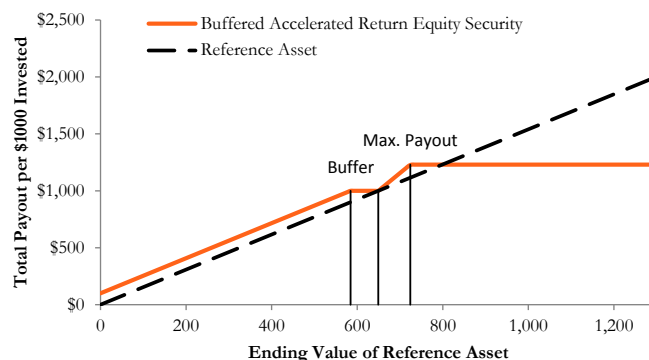 $2,500
Buffered Accelerated Return Equity Security
Reference Asset
$2,000
$1,500
Max. Payout
Buffer
$1,000
$500
$0
0 200 400 600 800 1,000 1,200
Total Payout per $1000 Invested
Ending Value of Reference Asset